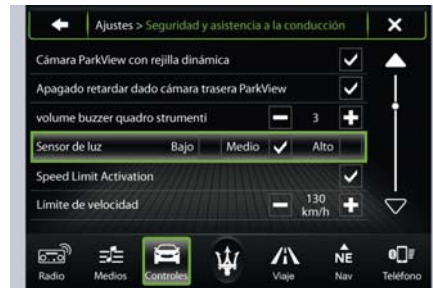 Ajustes > Seguridad y asistencia a la conducción
Cámara ParkView con rejilla dinámica
Apagado retardar dado cámara trasera ParkView
volume buzzer quadro strumenti 3
Sensor de luz Bajo Medio Alto
Speed Limit Activation
Límite de velocidad 130 km/h
NE
Radio Medios Controles Viaje Nav Teléfono